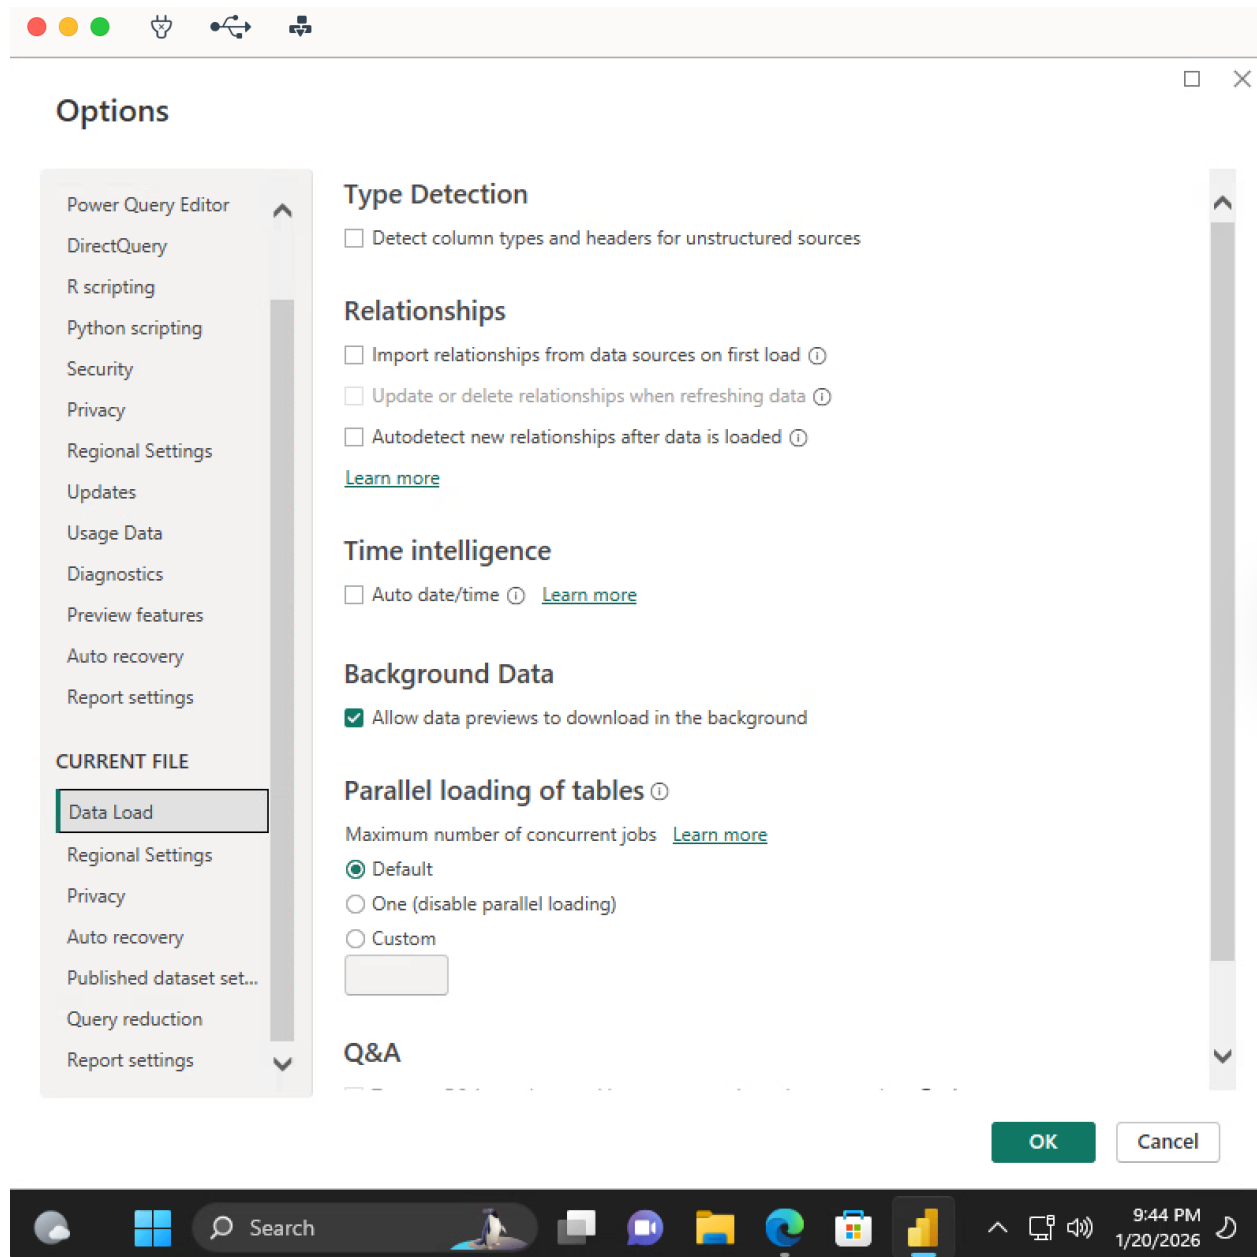 Options
Power Query Editor
DirectQuery
R scripting
Python scripting
Security
Privacy
Regional Settings
Updates
Usage Data
Diagnostics
Preview features
Auto recovery
Report settings
CURRENT FILE
Data Load
Regional Settings
Privacy
Auto recovery
Published dataset set...
Query reduction
Report settings
Type Detection
Detect column types and headers for unstructured sources
Relationships
Import relationships from data sources on first load
Update or delete relationships when refreshing data
Autodetect new relationships after data is loaded
Learn more
Time intelligence
Auto date/time Learn more
Background Data
Allow data previews to download in the background
Parallel loading of tables
Maximum number of concurrent jobs Learn more
Default
One (disable parallel loading)
Custom
Q&A
OK Cancel
Search
9:44 PM
1/20/2026